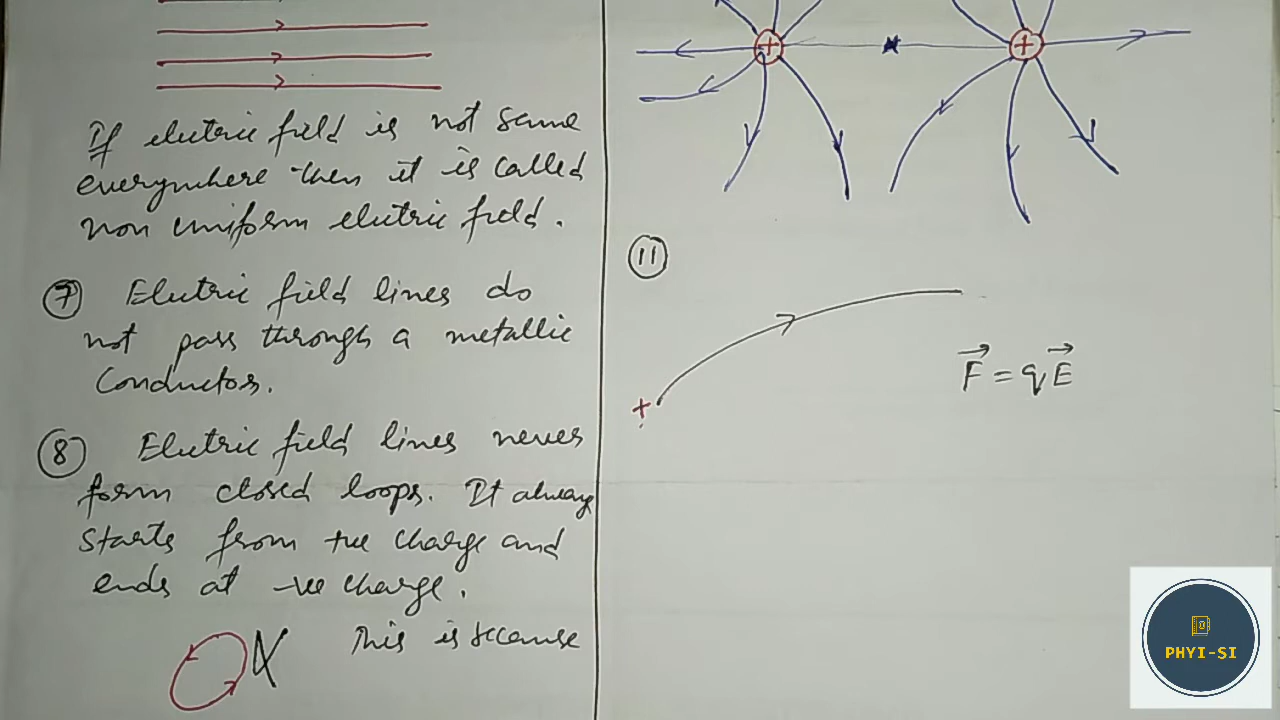 If electric field is not same
everywhere then it is called
non uniform electric field.
7 Electric field lines do
not pass through a metallic
conductor.
8 Electric field lines never
form closed loops. It always
starts from +ve charge and
ends at -ve charge.
This is because
+ +
11
+
F = qE
PHYI-SI